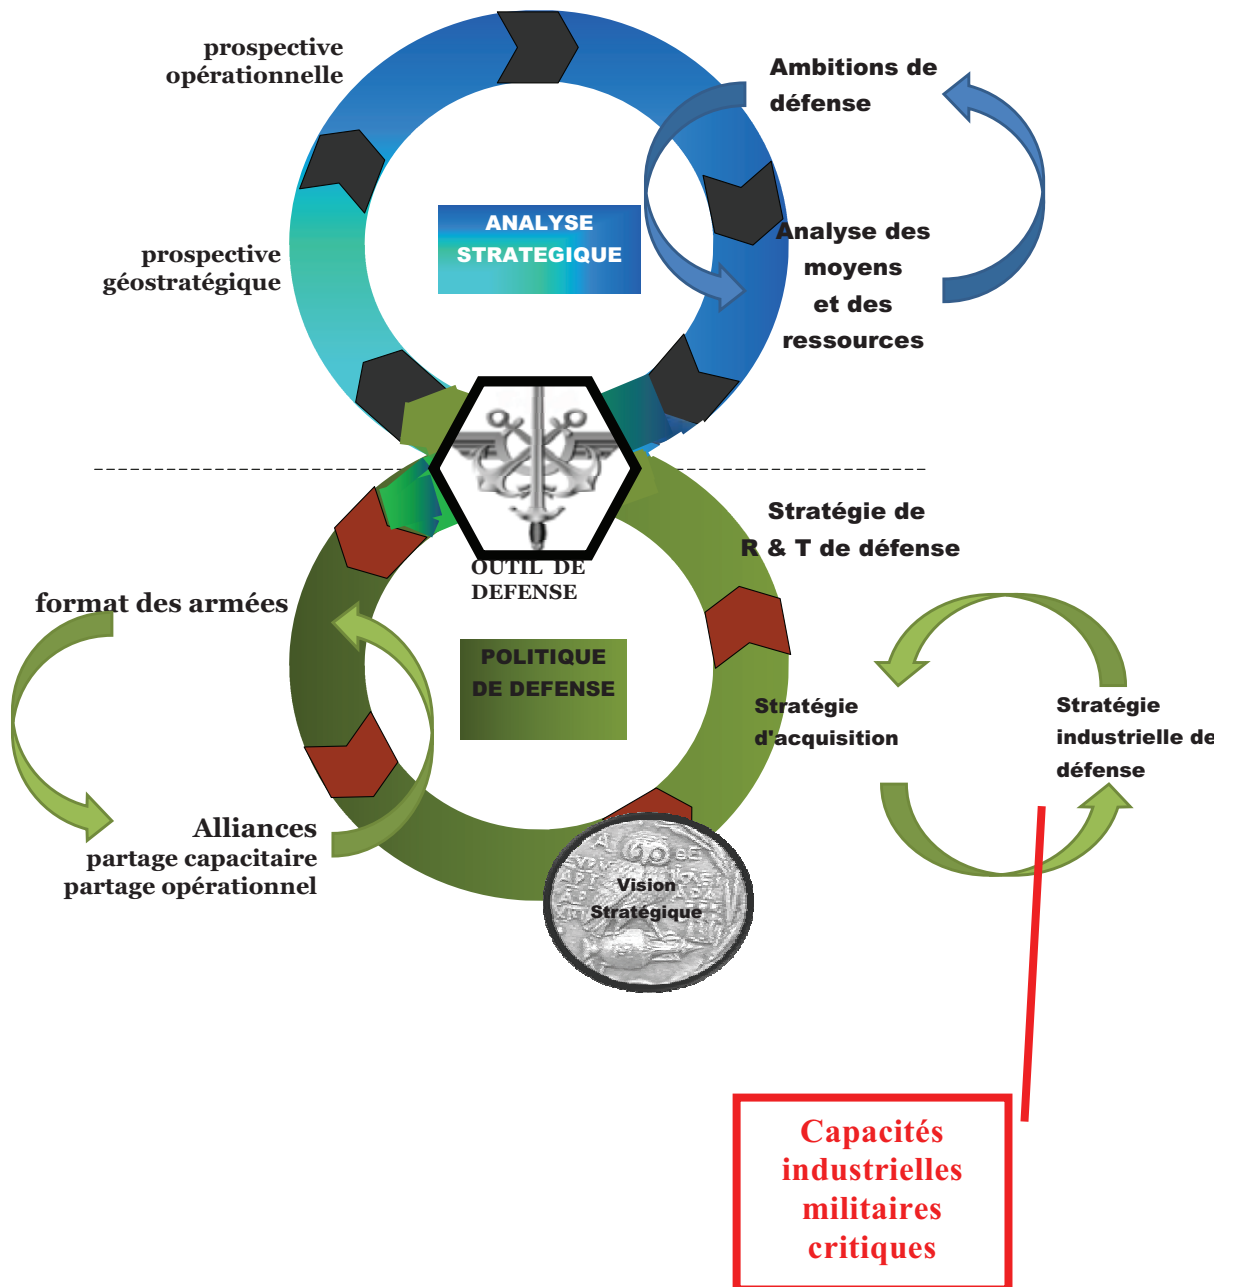 prospective
opérationnelle
Ambitions de
défense
ANALYSE
STRATEGIQUE
prospective
géostratégique
Analyse des
moyens
et des
ressources
OUTIL DE
DEFENSE
Stratégie de
R & T de défense
format des armées
POLITIQUE
DE DEFENSE
Stratégie
d'acquisition
Stratégie
industrielle de
défense
Alliances
partage capacitaire
partage opérationnel
Vision
Stratégique
Capacités
industrielles
militaires
critiques